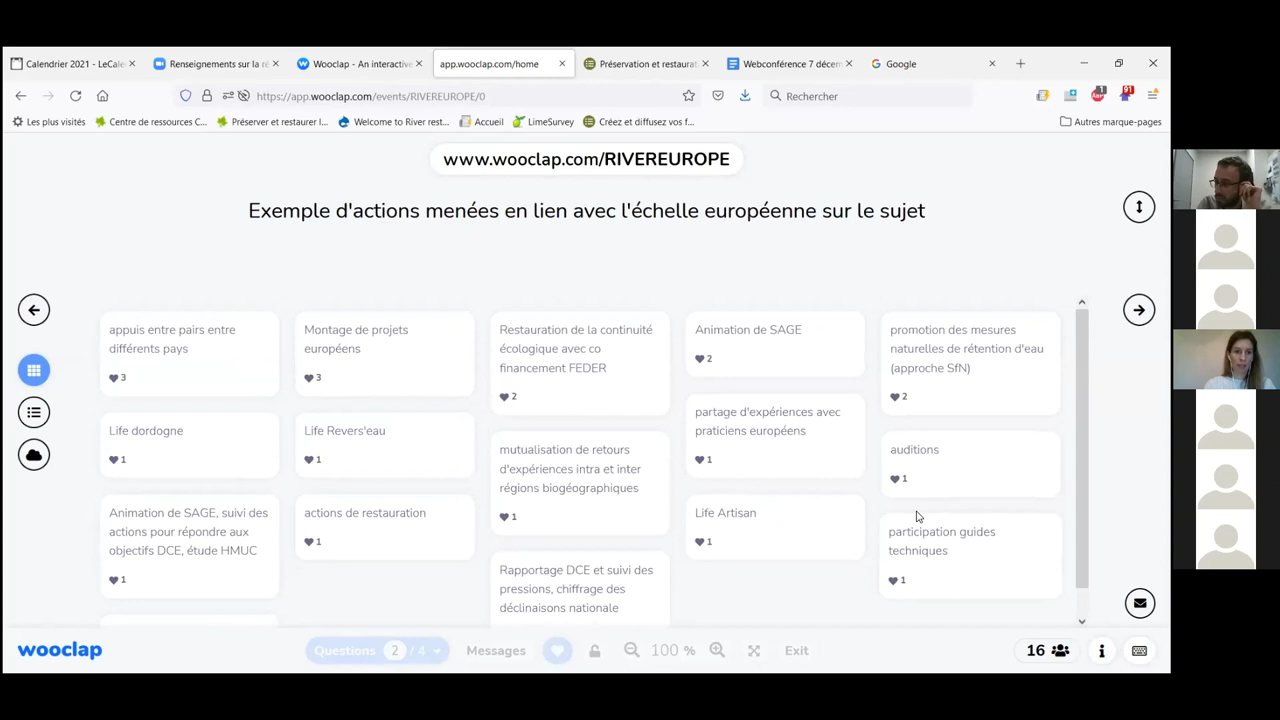 Calendrier 2021 - LeCale
Renseignements sur la ré
Wooclap - An interactive
app.wooclap.com/home
Préservation et restaurat
Webconférence 7 décem
Google
https://app.wooclap.com/events/RIVEREUROPE/0
Rechercher
1
91
Les plus visités
Centre de ressources C...
Préserver et restaurer l...
Welcome to River rest...
Accueil
LimeSurvey
Créez et diffusez vos f...
Autres marque-pages
www.wooclap.com/RIVEREUROPE
Exemple d'actions menées en lien avec l'échelle européenne sur le sujet
appuis entre pairs entre
différents pays
3
Life dordogne
1
Animation de SAGE, suivi des
actions pour répondre aux
objectifs DCE, étude HMUC
1
Montage de projets
européens
3
Life Revers'eau
1
actions de restauration
1
Restauration de la continuité
écologique avec co
financement FEDER
2
mutualisation de retours
d'expériences intra et inter
régions biogéographiques
1
Rapportage DCE et suivi des
pressions, chiffrage des
déclinaisons nationale
Animation de SAGE
2
partage d'expériences avec
praticiens européens
1
Life Artisan
1
promotion des mesures
naturelles de rétention d'eau
(approche SfN)
2
auditions
1
participation guides
techniques
1
wooclap
Questions 2 / 4
Messages
100 %
Exit
16